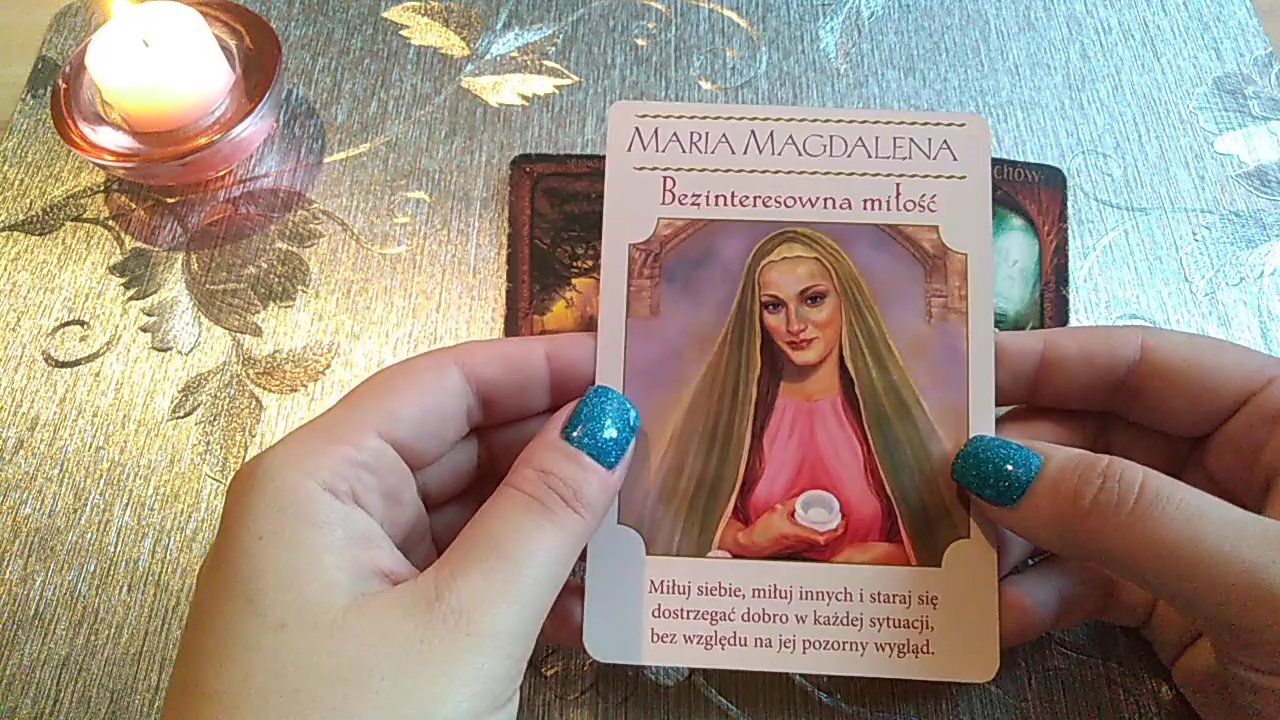 MARIA MAGDALENA
Bezinteresowna miłość
Miłuj siebie, miłuj innych i staraj się
dostrzegać dobro w każdej sytuacji,
bez względu na jej pozorny wygląd.